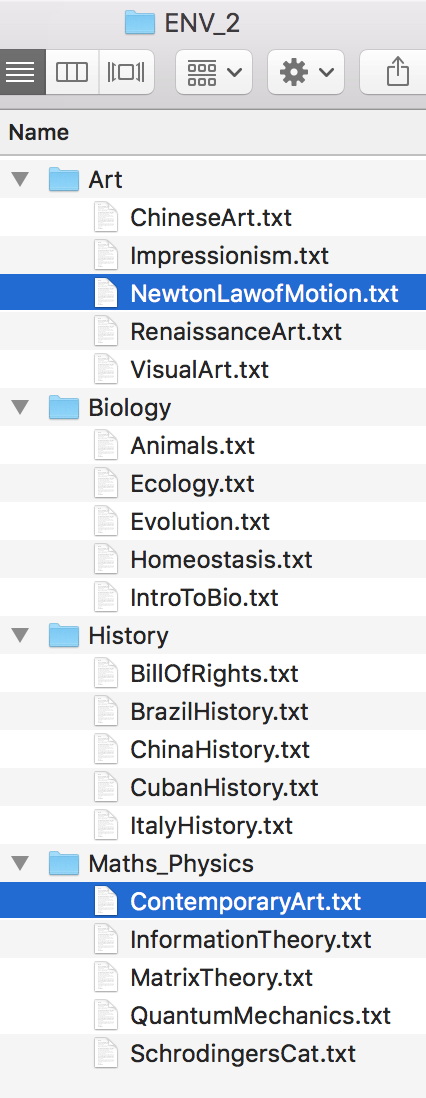 ENV_2
Name
Art
ChineseArt.txt
Impressionism.txt
NewtonLawofMotion.txt
RenaissanceArt.txt
VisualArt.txt
Biology
Animals.txt
Ecology.txt
Evolution.txt
Homeostasis.txt
IntroToBio.txt
History
BillOfRights.txt
BrazilHistory.txt
ChinaHistory.txt
CubanHistory.txt
ItalyHistory.txt
Maths_Physics
ContemporaryArt.txt
InformationTheory.txt
MatrixTheory.txt
QuantumMechanics.txt
SchrodingersCat.txt